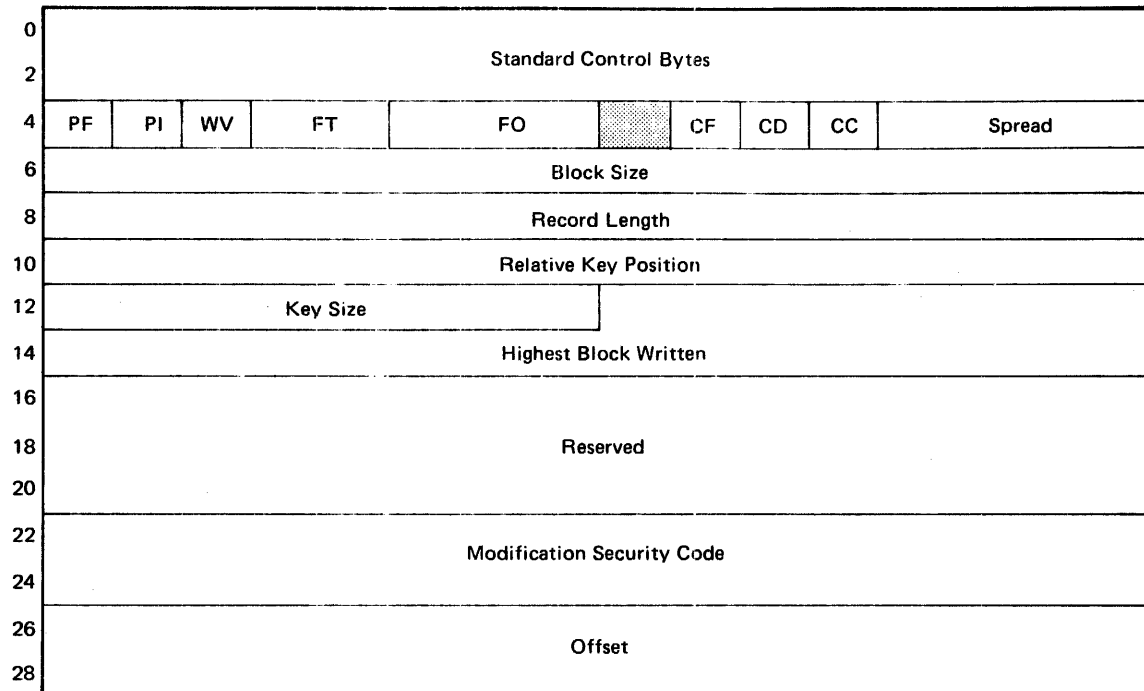 0
Standard Control Bytes
2
4 PF PI WV FT FO CF CD CC Spread
6 Block Size
8 Record Length
10 Relative Key Position
12 Key Size
14 Highest Block Written
16
18 Reserved
20
22
Modification Security Code
24
26
Offset
28